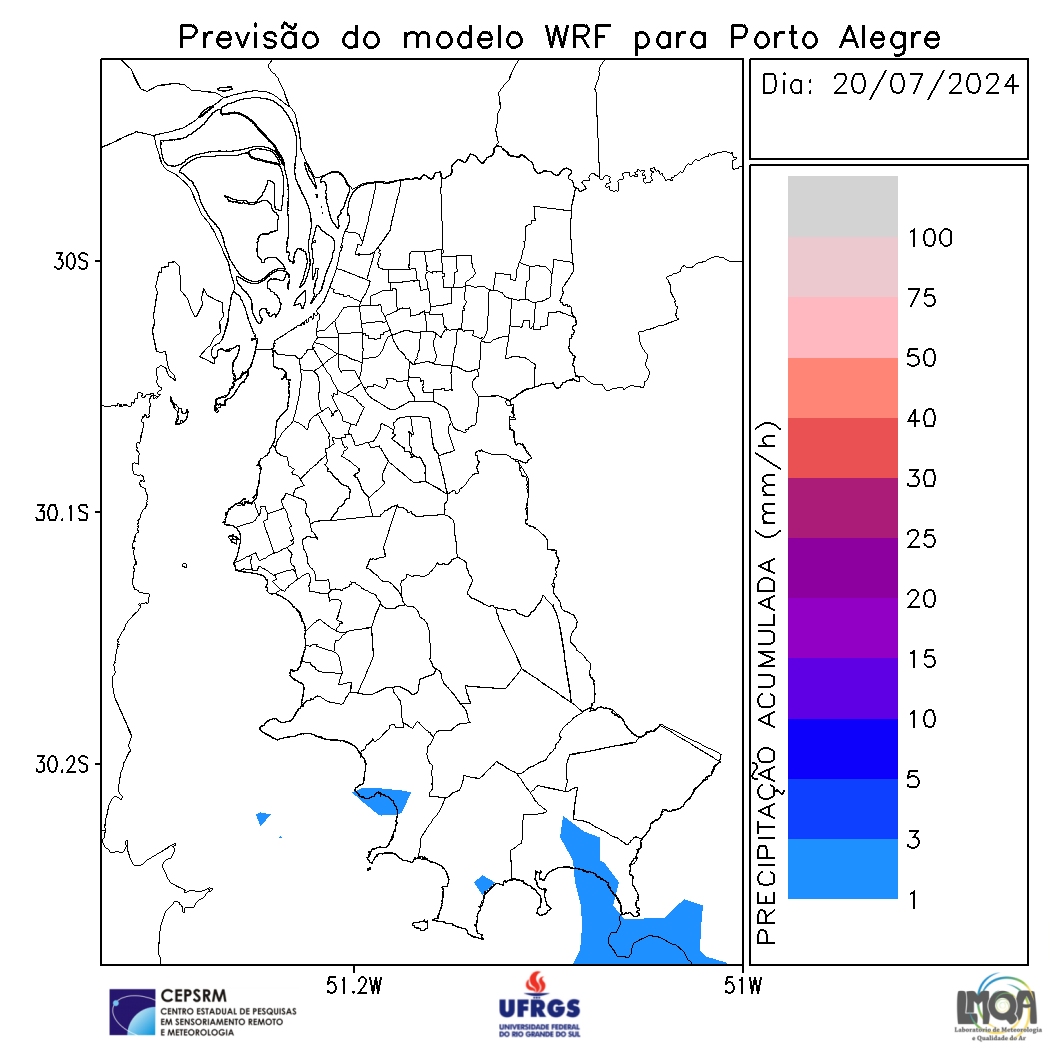 Previsão do modelo WRF para Porto Alegre
Dia: 20/07/2024
30S
30.1S
30.2S
51.2W
51W
PRECIPITAÇÃO ACUMULADA (mm/h)
100
75
50
40
30
25
20
15
10
5
3
1
CEPSRM
CENTRO ESTADUAL DE PESQUISAS
EM SENSORIAMENTO REMOTO
E METEOROLOGIA
UFRGS
UNIVERSIDADE FEDERAL
DO RIO GRANDE DO SUL
LMQA
Laboratório de Meteorologia
e Qualidade do Ar